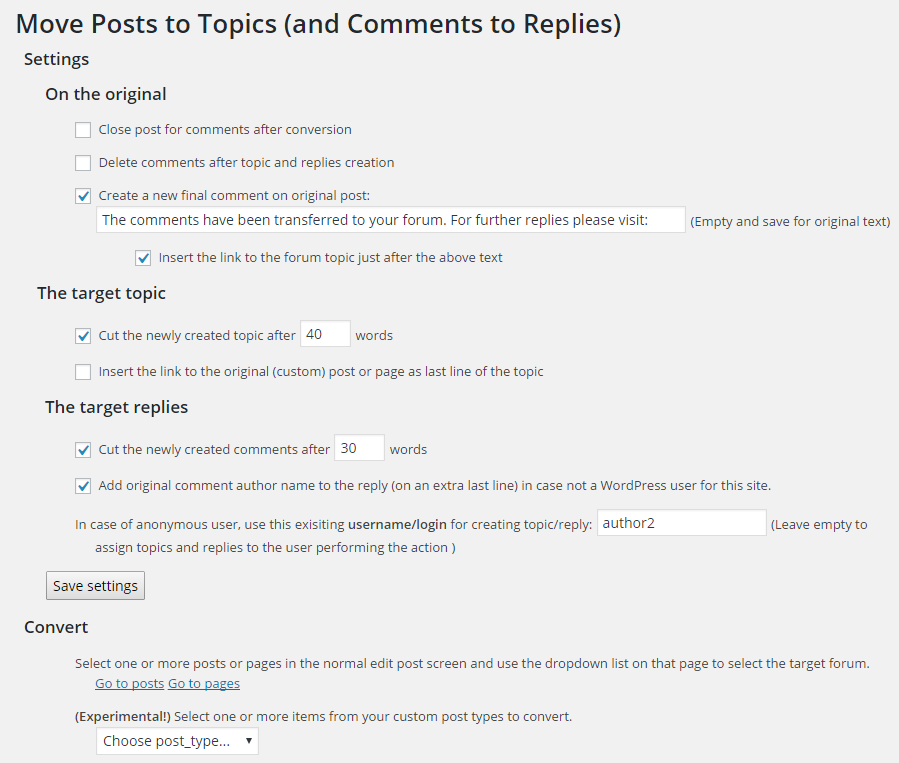 Move Posts to Topics (and Comments to Replies)
Settings
On the original
Close post for comments after conversion
Delete comments after topic and replies creation
Create a new final comment on original post:
The comments have been transferred to your forum. For further replies please visit: (Empty and save for original text)
Insert the link to the forum topic just after the above text
The target topic
Cut the newly created topic after 40 words
Insert the link to the original (custom) post or page as last line of the topic
The target replies
Cut the newly created comments after 30 words
Add original comment author name to the reply (on an extra last line) in case not a WordPress user for this site.
In case of anonymous user, use this exisiting username/login for creating topic/reply: author2 (Leave empty to
assign topics and replies to the user performing the action )
Save settings
Convert
Select one or more posts or pages in the normal edit post screen and use the dropdown list on that page to select the target forum.
Go to posts Go to pages
(Experimental!) Select one or more items from your custom post types to convert.
Choose post_type...